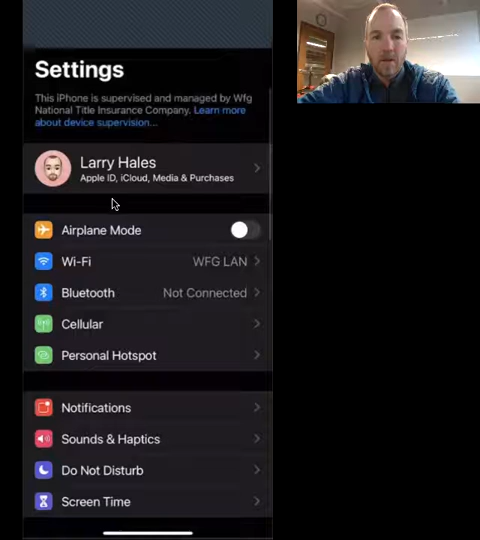 Settings
This iPhone is supervised and managed by Wfg
National Title Insurance Company. Learn more
about device supervision...
Larry Hales
Apple ID, iCloud, Media & Purchases
Airplane Mode
Wi-Fi WFG LAN
Bluetooth Not Connected
Cellular
Personal Hotspot
Notifications
Sounds & Haptics
Do Not Disturb
Screen Time